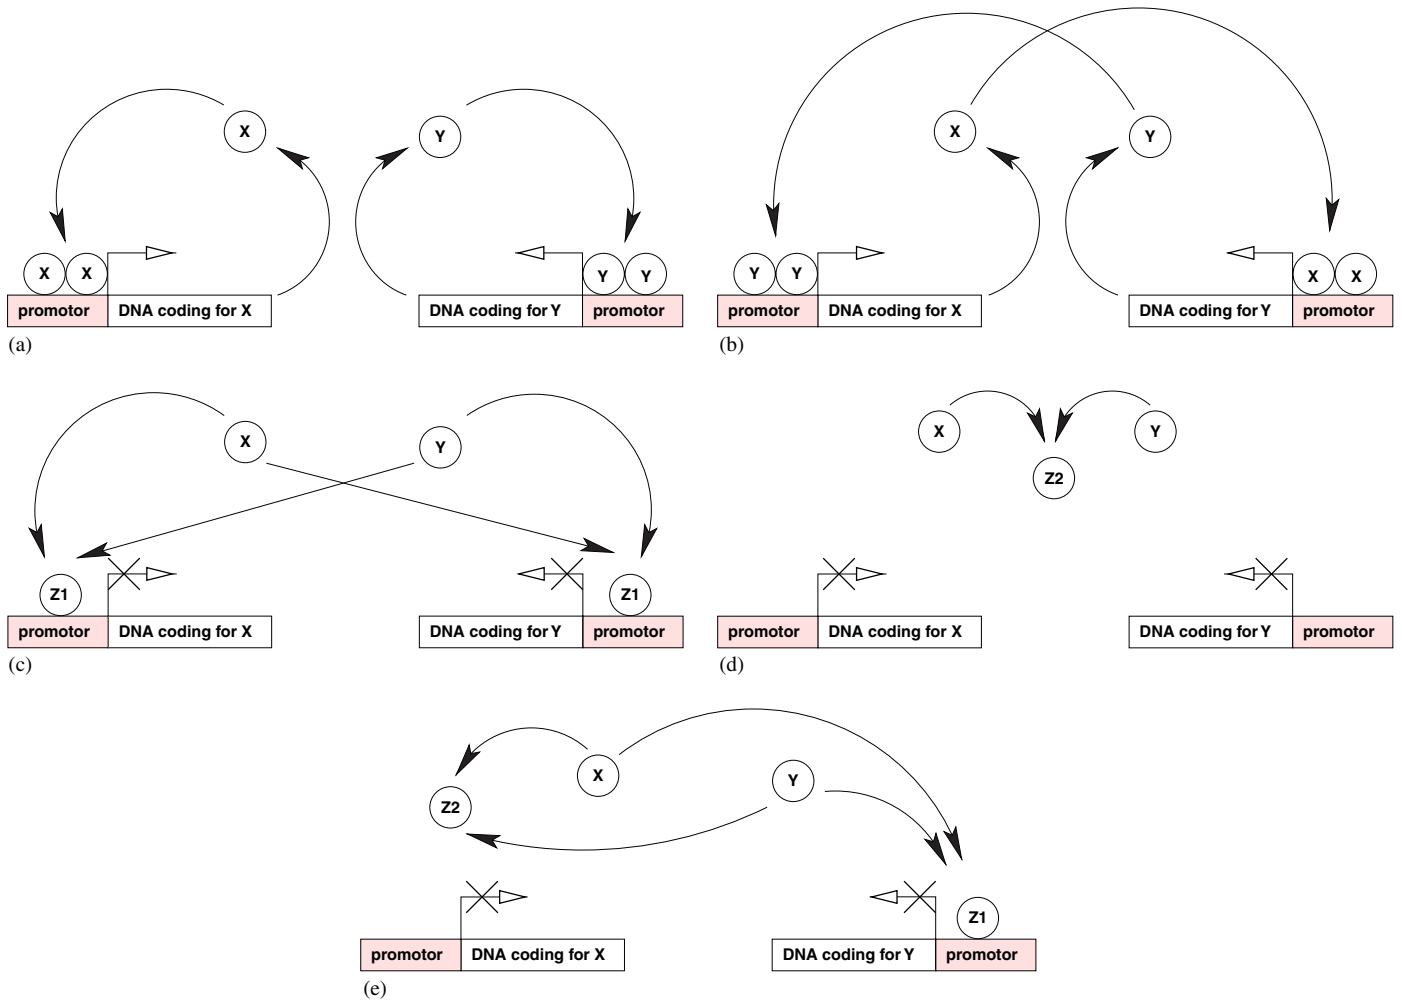 X
Y
X X
Y Y
promotor DNA coding for X
DNA coding for Y promotor
(a)
X
Y
Y Y
X X
promotor DNA coding for X
DNA coding for Y promotor
(b)
X
Y
Z1
Z1
promotor DNA coding for X
DNA coding for Y promotor
(c)
X
Y
Z2
promotor DNA coding for X
DNA coding for Y promotor
(d)
X
Y
Z2
Z1
promotor DNA coding for X
DNA coding for Y promotor
(e)